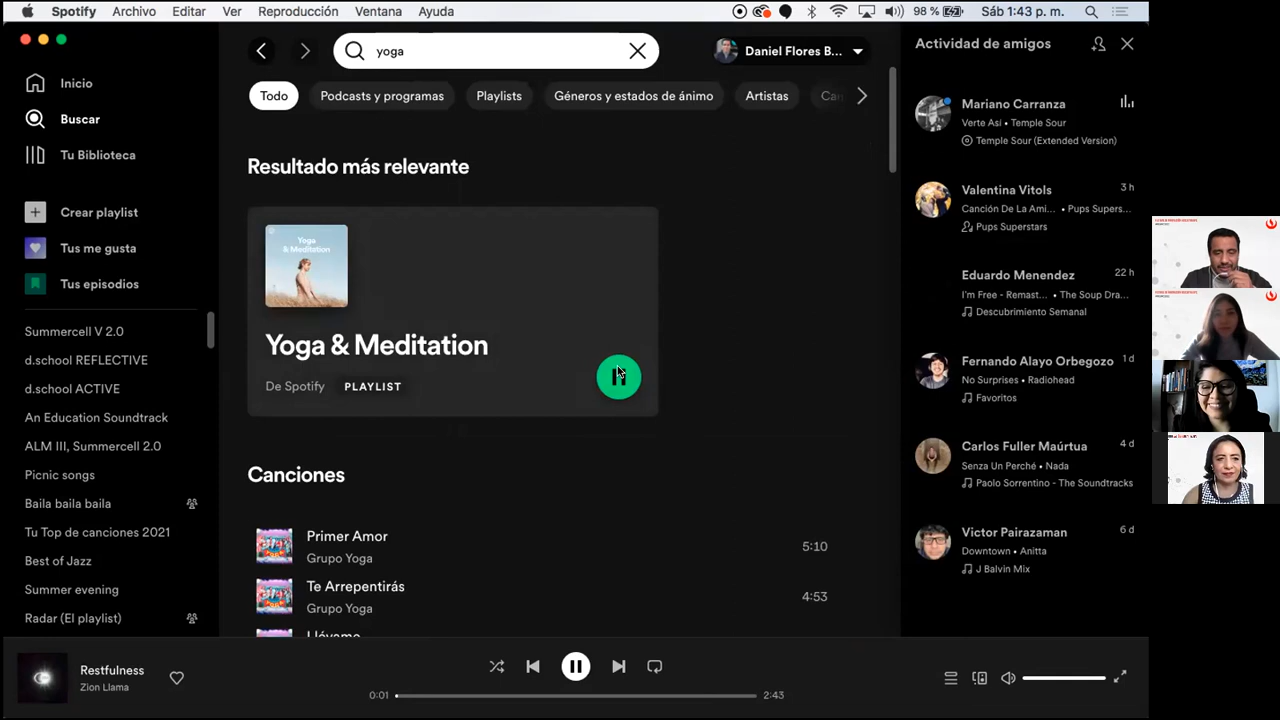 Spotify Archivo Editar Ver Reproducción Ventana Ayuda
98 % Sáb 1:43 p. m.
yoga
Daniel Flores B...
Todo
Podcasts y programas
Playlists
Géneros y estados de ánimo
Artistas
Inicio
Buscar
Tu Biblioteca
Crear playlist
Tus me gusta
Tus episodios
Summercell V 2.0
d.school REFLECTIVE
d.school ACTIVE
An Education Soundtrack
ALM III, Summercell 2.0
Picnic songs
Baila baila baila
Tu Top de canciones 2021
Best of Jazz
Summer evening
Radar (El playlist)
Resultado más relevante
Yoga
& Meditation
Yoga & Meditation
De Spotify PLAYLIST
Canciones
Primer Amor
Grupo Yoga
5:10
Te Arrepentirás
Grupo Yoga
4:53
Llévame
Actividad de amigos
Mariano Carranza
Verte Así • Temple Sour
Temple Sour (Extended Version)
Valentina Vitols 3 h
Canción De La Ami... • Pups Supers...
Pups Superstars
Eduardo Menendez 22 h
I'm Free - Remast... • The Soup Dra...
Descubrimiento Semanal
Fernando Alayo Orbegozo 1 d
No Surprises • Radiohead
Favoritos
Carlos Fuller Maúrtua 4 d
Senza Un Perché • Nada
Paolo Sorrentino - The Soundtracks
Victor Pairazaman 6 d
Downtown • Anitta
J Balvin Mix
Restfulness
Zion Llama
0:01
2:43